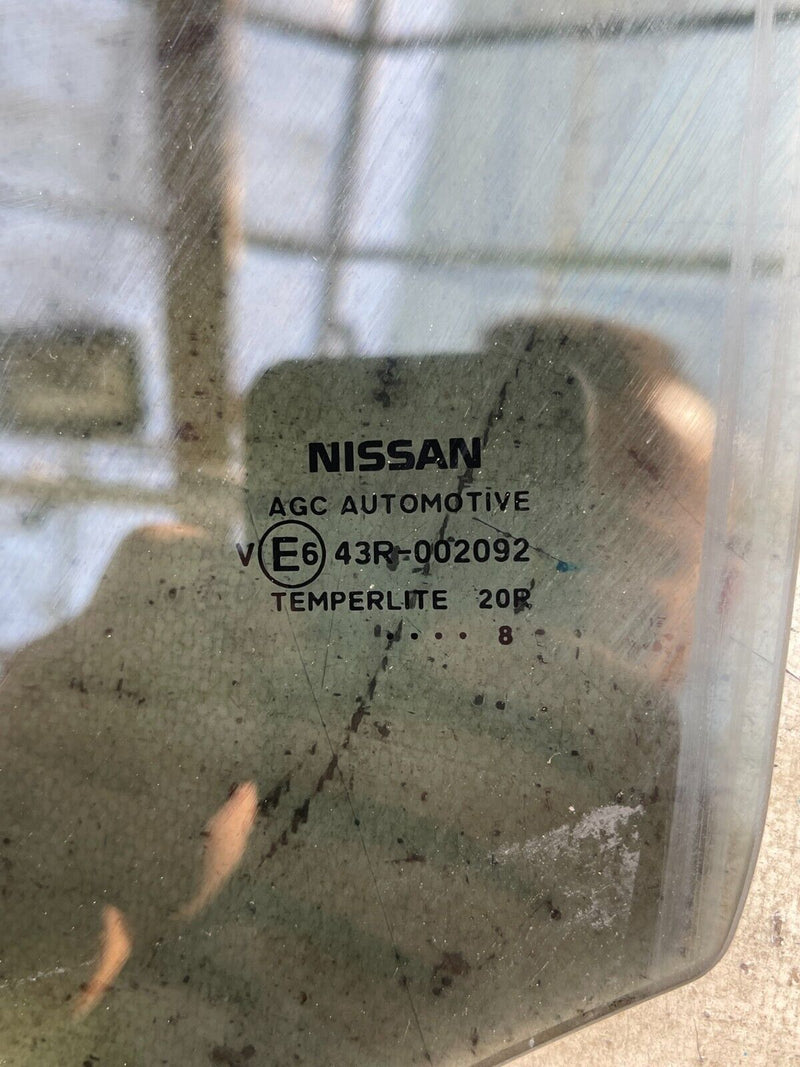 NISSAN
AGC AUTOMOTIVE
V E6 43R-002092
TEMPERLITE 20R
.... 8